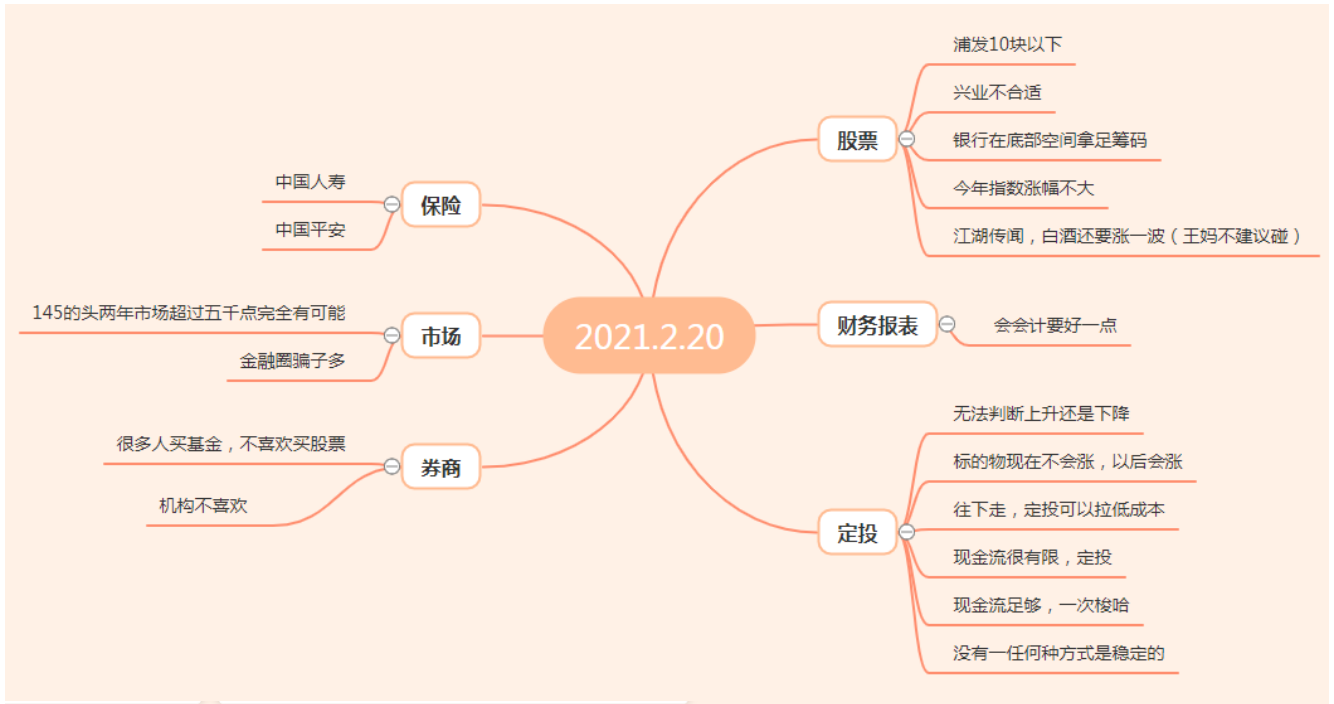 2021.2.20
股票
浦发10块以下
兴业不合适
银行在底部空间拿足筹码
今年指数涨幅不大
江湖传闻，白酒还要涨一波（王妈不建议碰）
财务报表
会会计要好一点
定投
无法判断上升还是下降
标的物现在不会涨，以后会涨
往下走，定投可以拉低成本
现金流很有限，定投
现金流足够，一次梭哈
没有一任何种方式是稳定的
保险
中国人寿
中国平安
市场
145的头两年市场超过五千点完全有可能
金融圈骗子多
券商
很多人买基金，不喜欢买股票
机构不喜欢